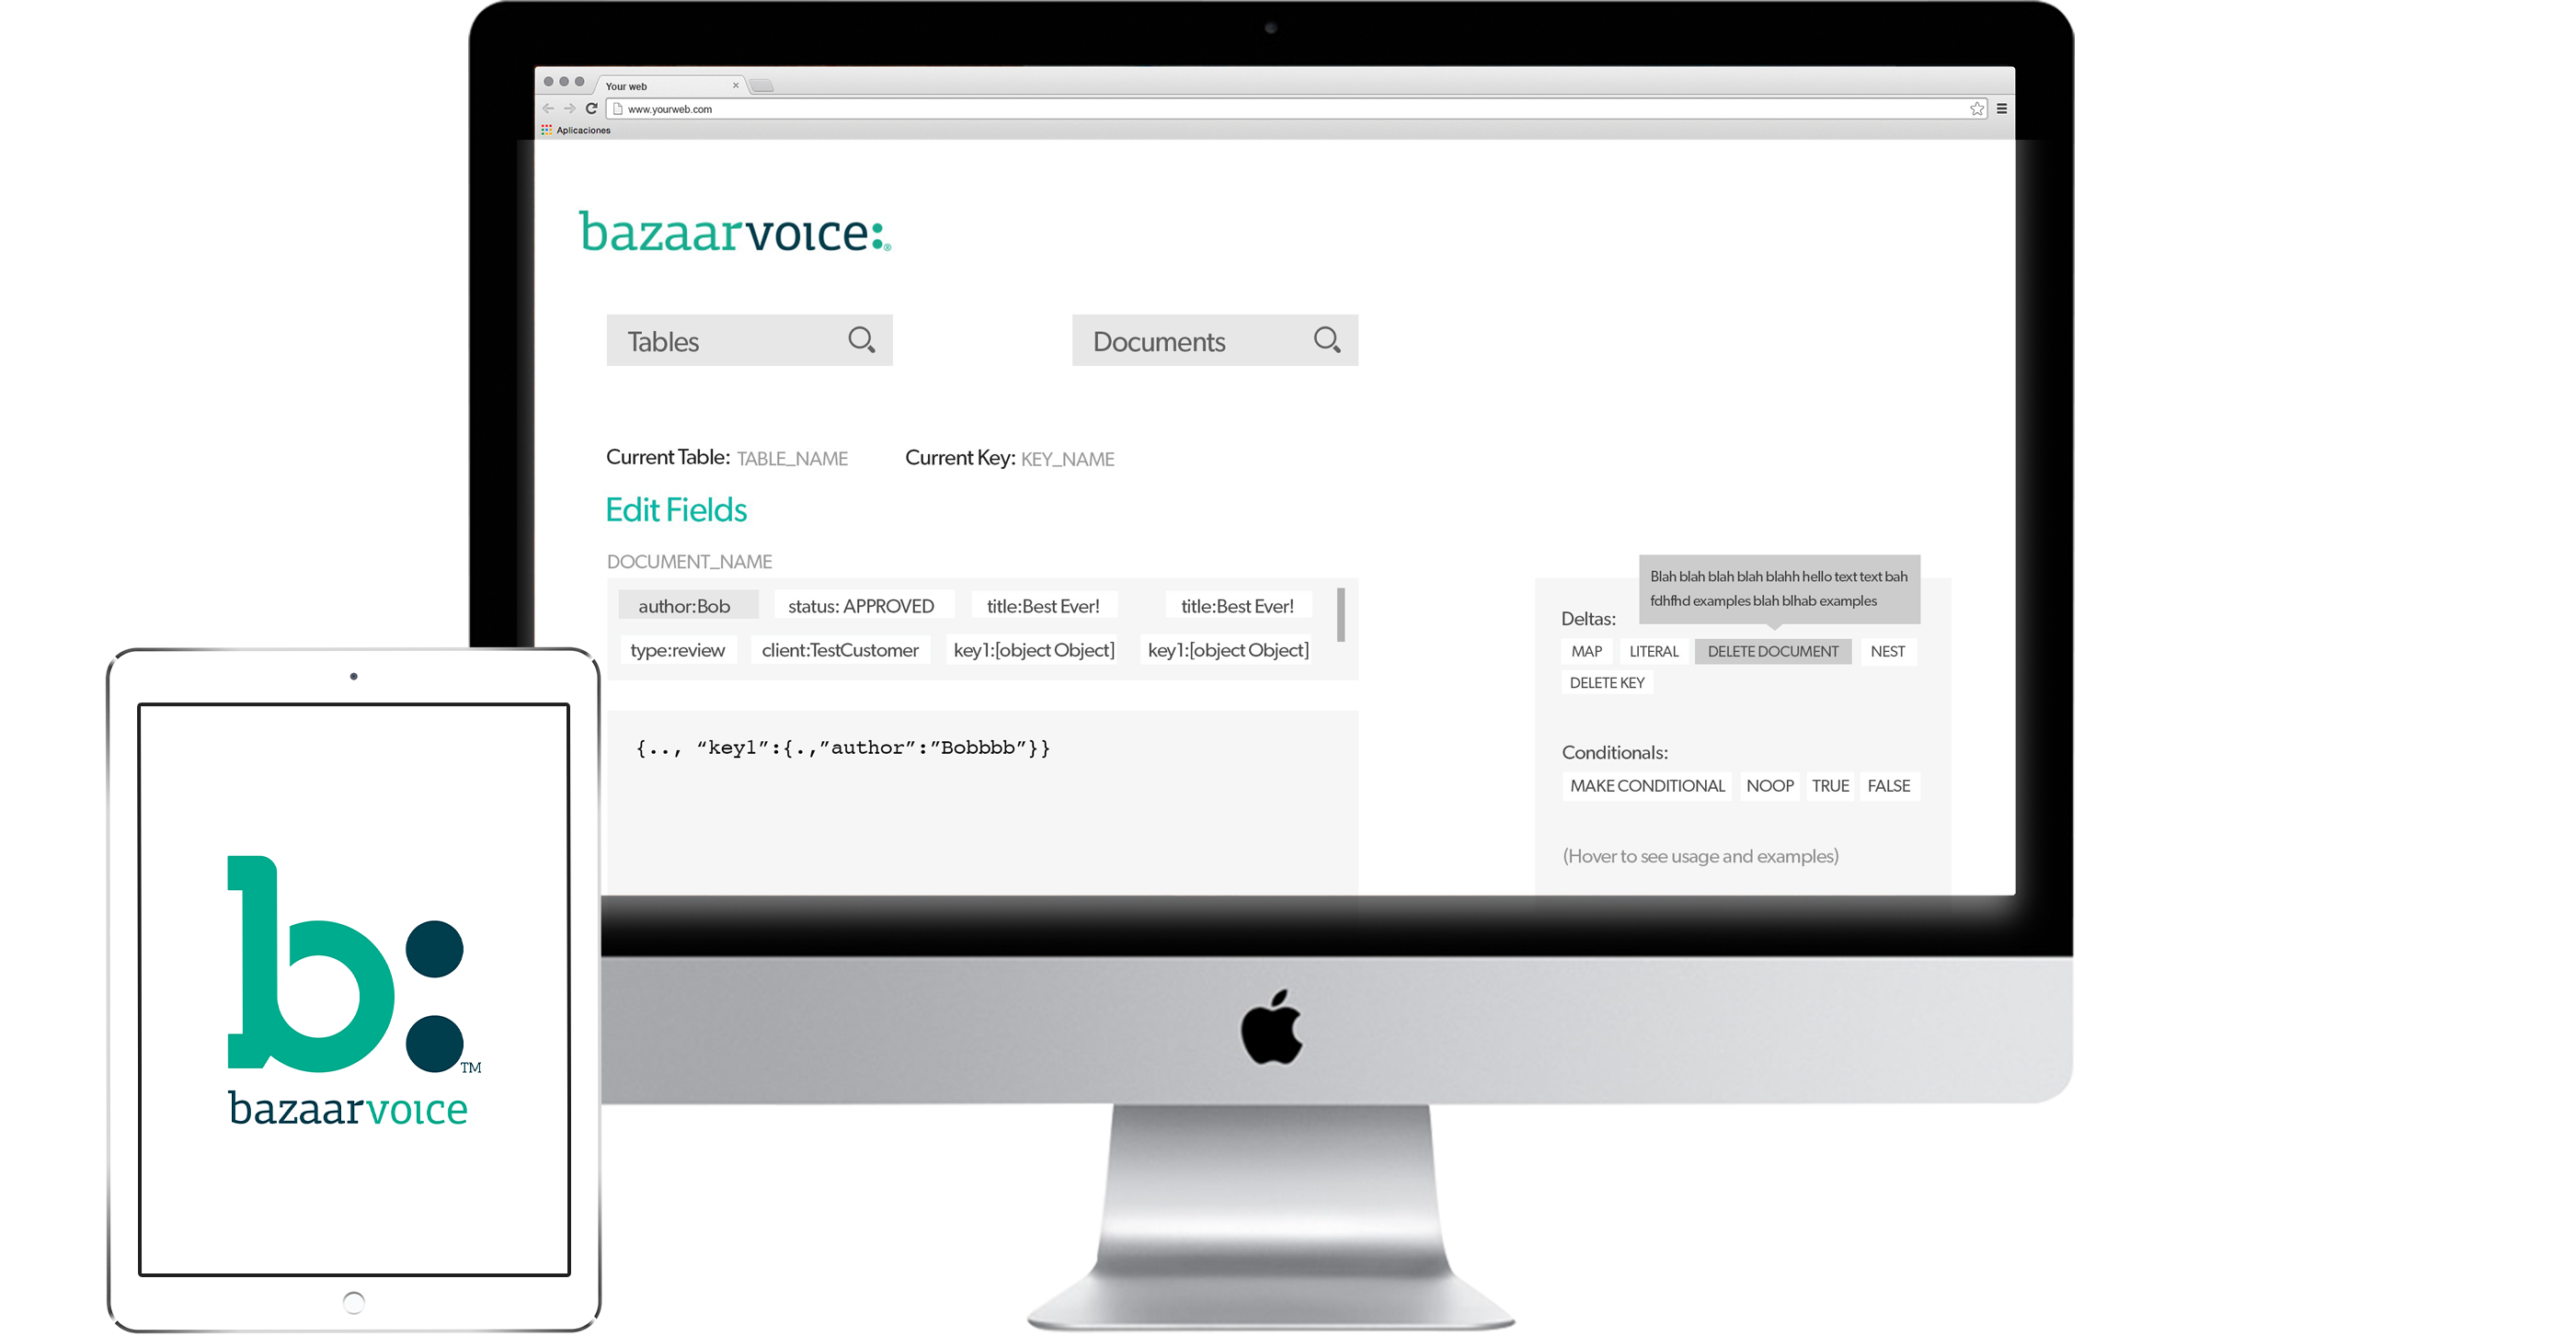 Your web
www.yourweb.com
Aplicaciones
bazaarvoice:®
Tables
Documents
Current Table: TABLE_NAME Current Key: KEY_NAME
Edit Fields
DOCUMENT_NAME
author:Bob status: APPROVED title:Best Ever! title:Best Ever!
type:review client:TestCustomer key1:[object Object] key1:[object Object]
{.., “key1”:{.,”author”:”Bobbbb”}}
Blah blah blah blah blahh hello text text bah
fdhfhd examples blah blhab examples
Deltas:
MAP LITERAL DELETE DOCUMENT NEST
DELETE KEY
Conditionals:
MAKE CONDITIONAL NOOP TRUE FALSE
(Hover to see usage and examples)
b:™
bazaarvoice